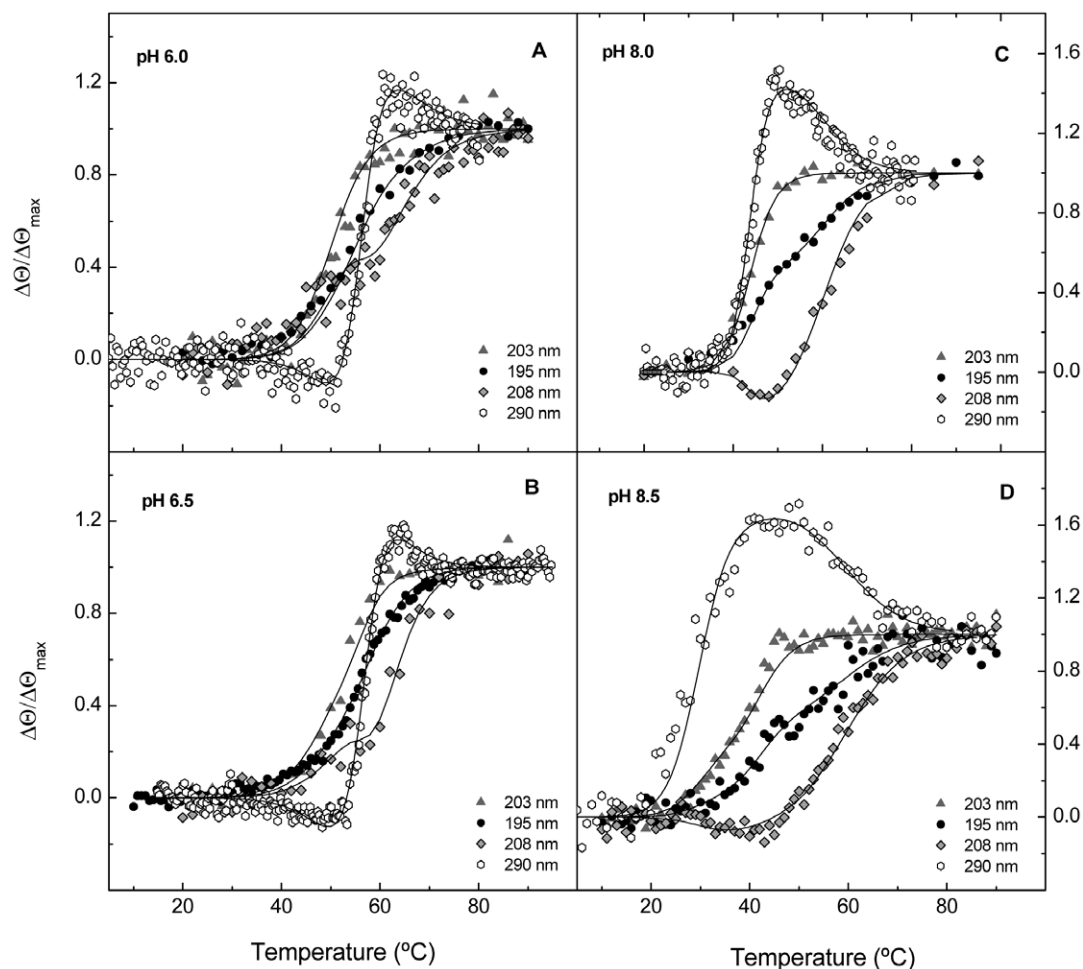 pH 6.0
A
ΔΘ/ΔΘmax
1.2
0.8
0.4
0.0
203 nm
195 nm
208 nm
290 nm
pH 8.0
C
1.6
1.2
0.8
0.4
0.0
203 nm
195 nm
208 nm
290 nm
pH 6.5
B
ΔΘ/ΔΘmax
1.2
0.8
0.4
0.0
203 nm
195 nm
208 nm
290 nm
20 40 60 80
Temperature (ºC)
pH 8.5
D
1.6
1.2
0.8
0.4
0.0
203 nm
195 nm
208 nm
290 nm
20 40 60 80
Temperature (ºC)